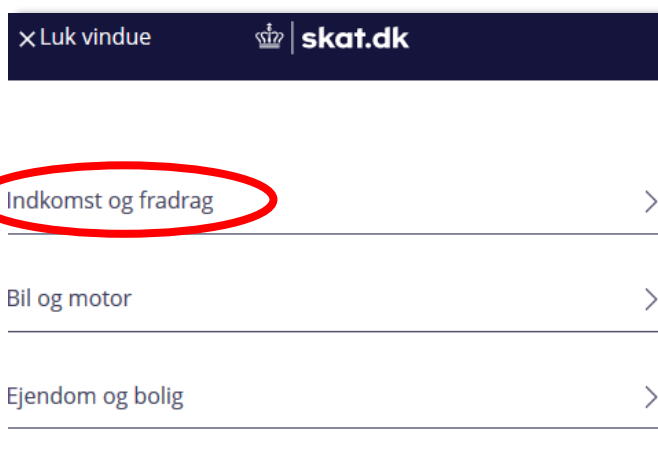 ×Luk vindue skat.dk
Indkomst og fradrag
Bil og motor
Ejendom og bolig